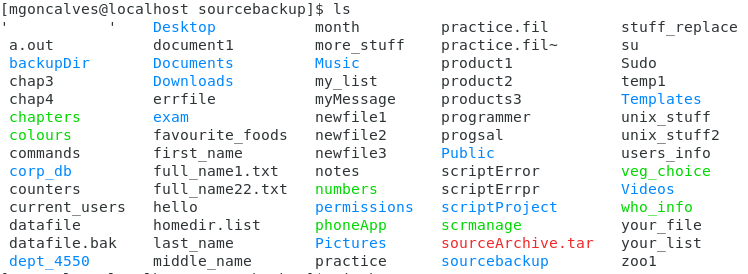 [mgoncalves@localhost sourcebackup]$ ls
'           '    Desktop           month         practice.fil        stuff_replace
 a.out           document1         more_stuff    practice.fil~       su
 backupDir       Documents         Music         product1            Sudo
 chap3           Downloads         my_list       product2            temp1
 chap4           errfile           myMessage     products3           Templates
 chapters        exam              newfile1      programmer          unix_stuff
 colours         favourite_foods   newfile2      progsal             unix_stuff2
 commands        first_name        newfile3      Public              users_info
 corp_db         full_name1.txt    notes         scriptError         veg_choice
 counters        full_name22.txt   numbers       scriptErrpr         Videos
 current_users   hello             permissions   scriptProject       who_info
 datafile        homedir.list      phoneApp      scrmanage           your_file
 datafile.bak    last_name         Pictures      sourceArchive.tar   your_list
 dept_4550       middle_name       practice      sourcebackup        zoo1